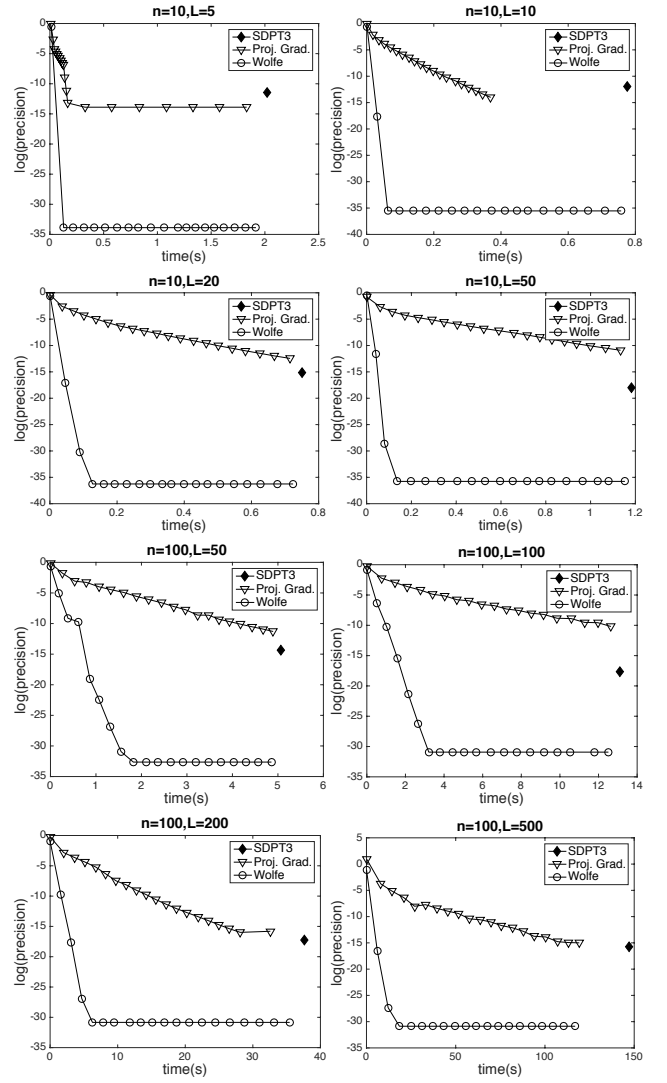 n=10,L=5
0
-5
-10
-15
-20
-25
-30
-35
log(precision)
0 0.5 1 1.5 2 2.5
time(s)
SDPT3
Proj. Grad.
Wolfe
n=10,L=10
0
-5
-10
-15
-20
-25
-30
-35
-40
log(precision)
0 0.2 0.4 0.6 0.8
time(s)
SDPT3
Proj. Grad.
Wolfe
n=10,L=20
0
-5
-10
-15
-20
-25
-30
-35
-40
log(precision)
0 0.2 0.4 0.6 0.8
time(s)
SDPT3
Proj. Grad.
Wolfe
n=10,L=50
0
-5
-10
-15
-20
-25
-30
-35
-40
log(precision)
0 0.2 0.4 0.6 0.8 1 1.2
time(s)
SDPT3
Proj. Grad.
Wolfe
n=100,L=50
0
-5
-10
-15
-20
-25
-30
-35
log(precision)
0 1 2 3 4 5 6
time(s)
SDPT3
Proj. Grad.
Wolfe
n=100,L=100
0
-5
-10
-15
-20
-25
-30
-35
log(precision)
0 2 4 6 8 10 12 14
time(s)
SDPT3
Proj. Grad.
Wolfe
n=100,L=200
0
-5
-10
-15
-20
-25
-30
-35
log(precision)
0 10 20 30 40
time(s)
SDPT3
Proj. Grad.
Wolfe
n=100,L=500
5
0
-5
-10
-15
-20
-25
-30
-35
log(precision)
0 50 100 150
time(s)
SDPT3
Proj. Grad.
Wolfe